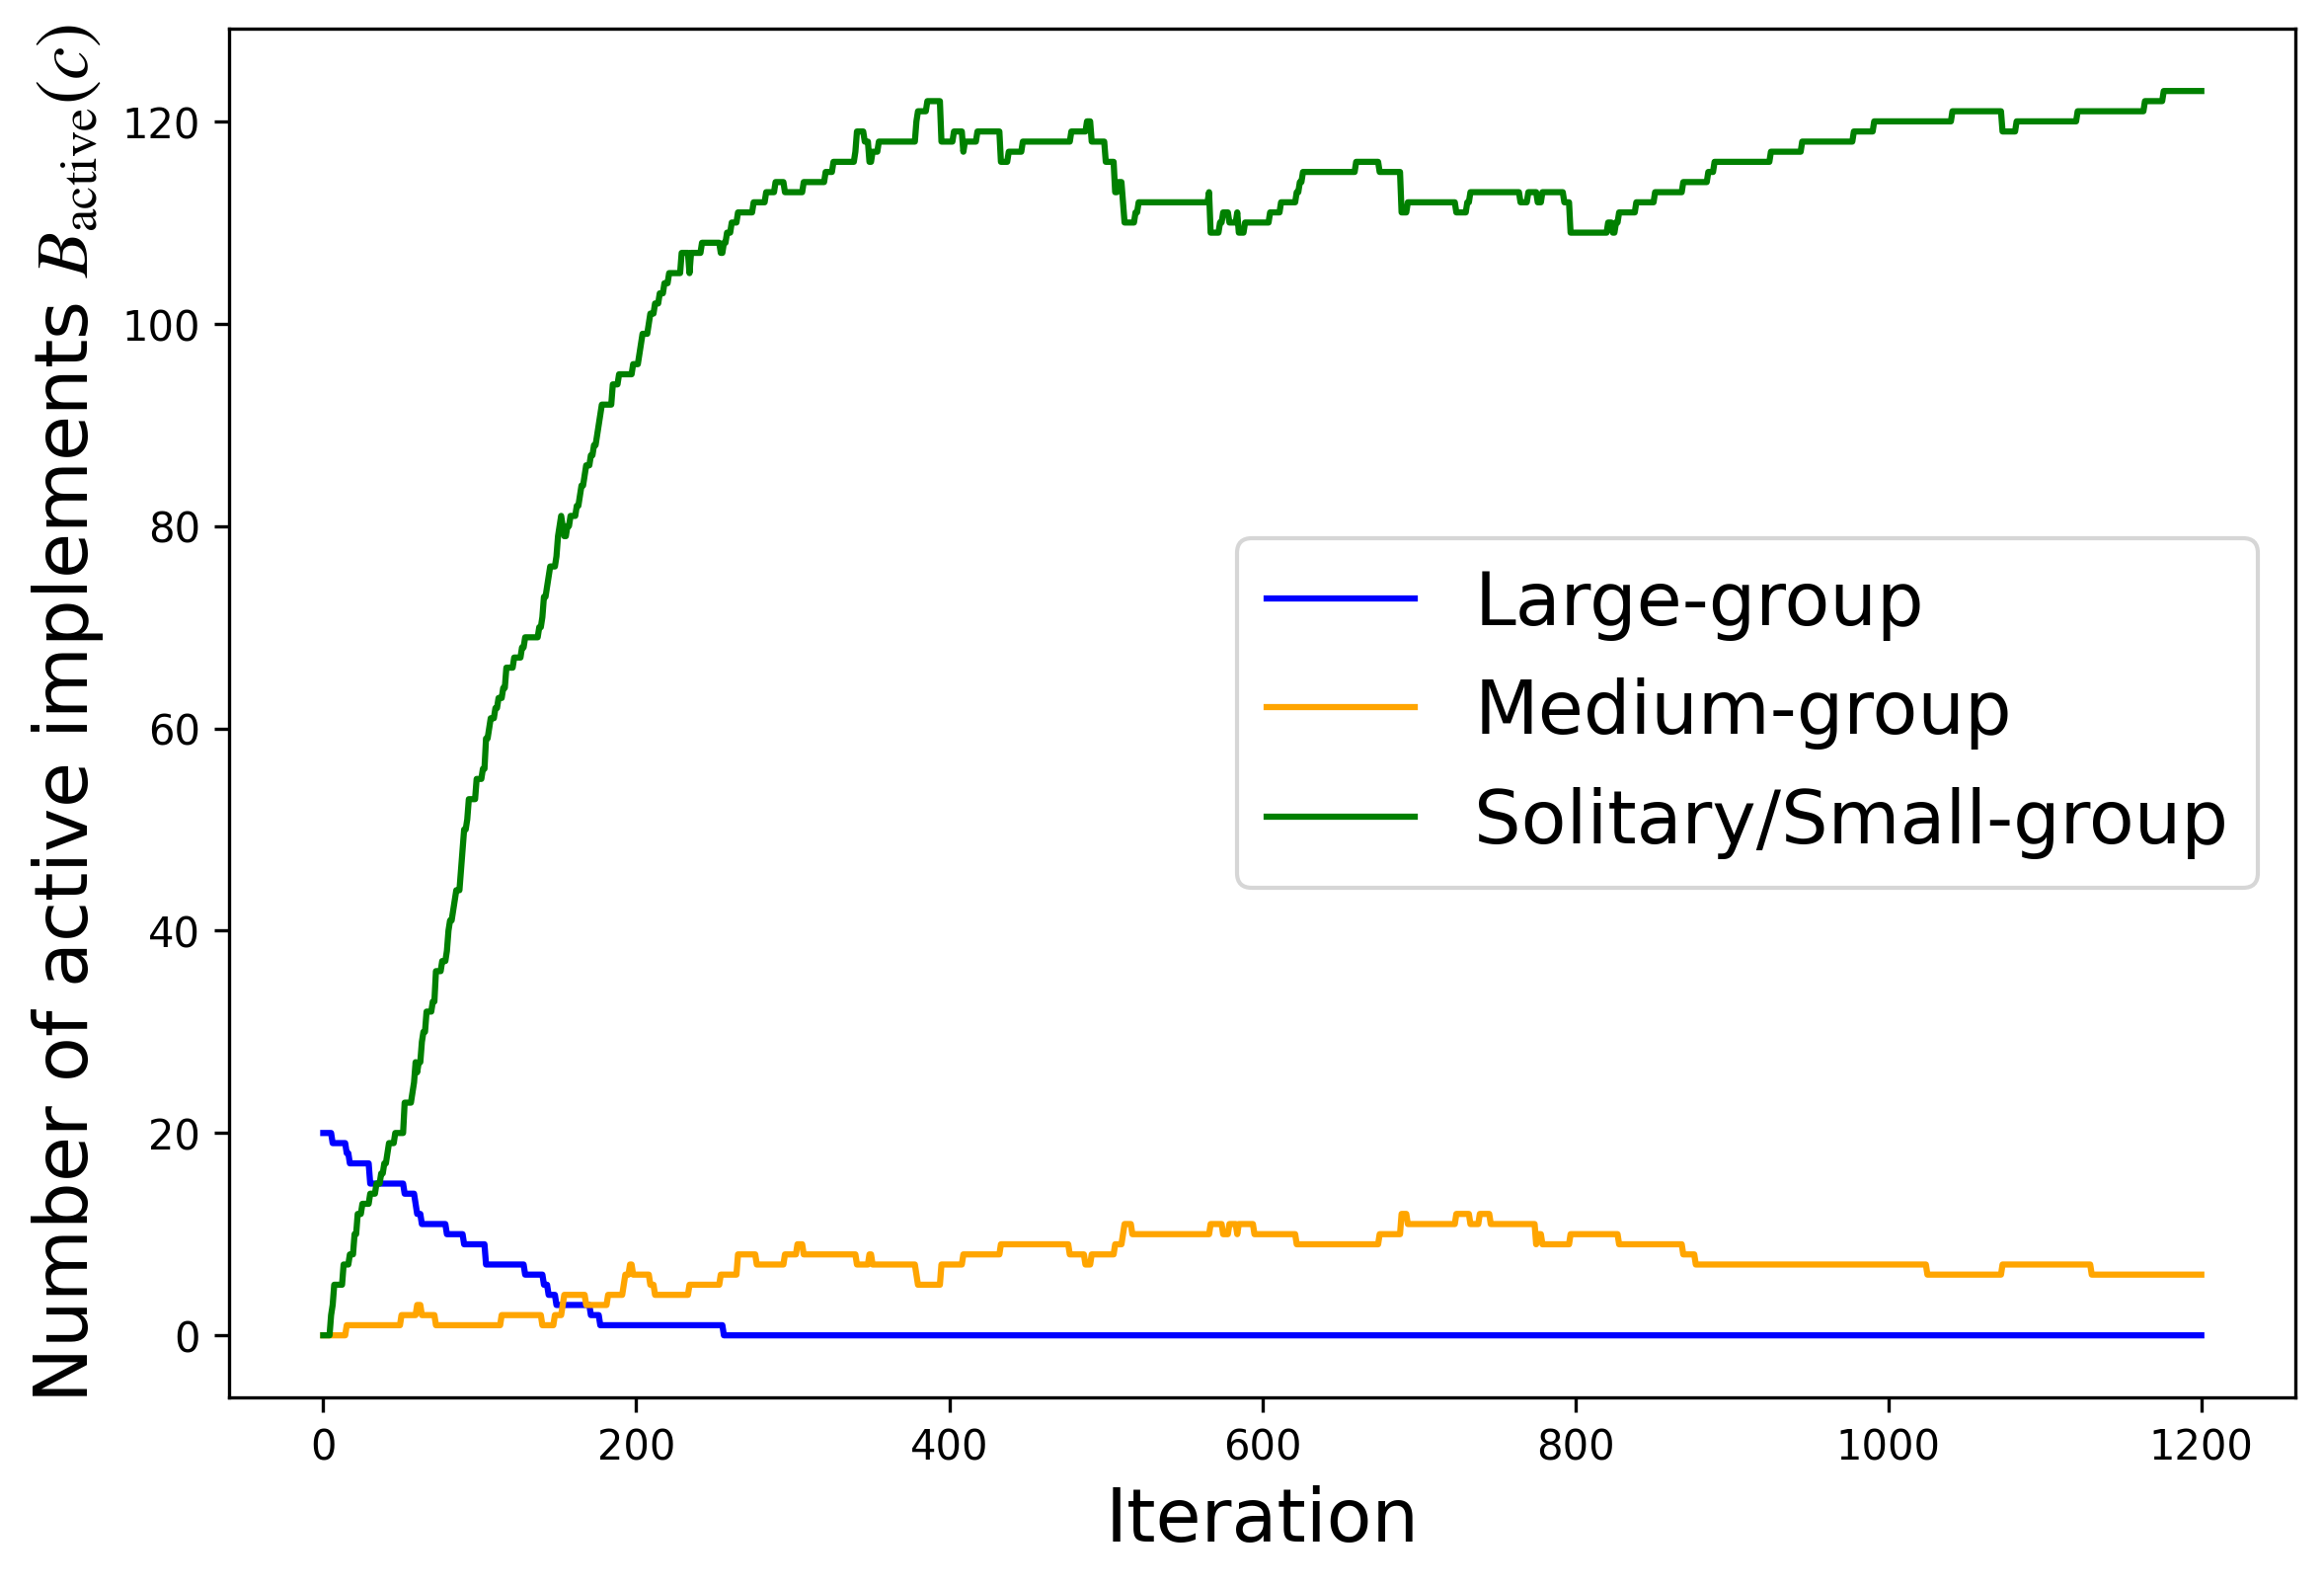 Number of active implements B_active(c)
120
100
80
60
40
20
0
Large-group
Medium-group
Solitary/Small-group
0 200 400 600 800 1000 1200
Iteration